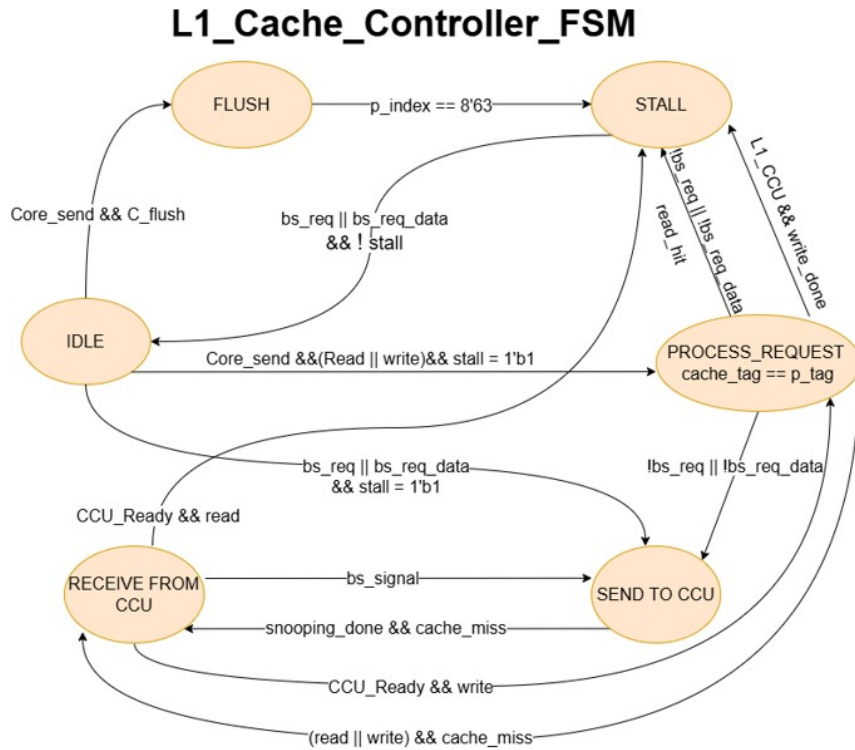 L1_Cache_Controller_FSM
FLUSH
p_index == 8'63
STALL
Core_send && C_flush
bs_req || bs_req_data
&& ! stall
!bs_req || !bs_req_data
read_hit
L1_CCU && write_done
IDLE
Core_send &&(Read || write)&& stall = 1'b1
PROCESS_REQUEST
cache_tag == p_tag
bs_req || bs_req_data
&& stall = 1'b1
!bs_req || !bs_req_data
CCU_Ready && read
RECEIVE FROM
CCU
bs_signal
SEND TO CCU
snooping_done && cache_miss
CCU_Ready && write
(read || write) && cache_miss